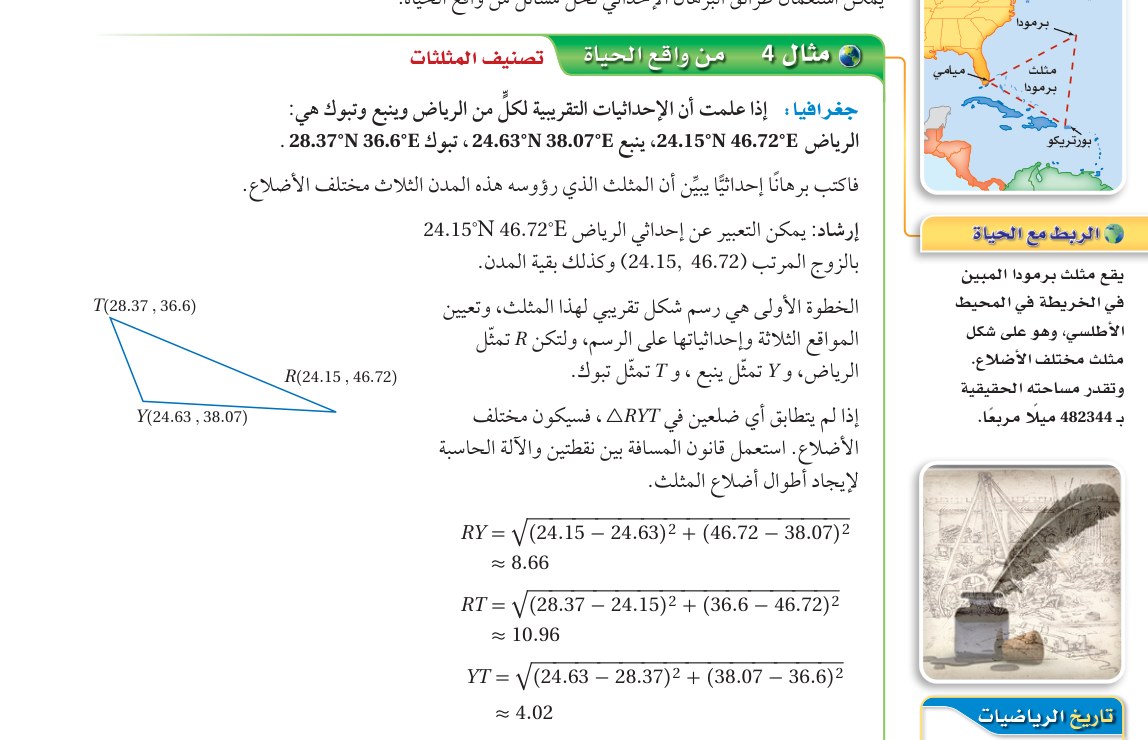 مثال 4 من واقع الحياة تصنيف المثلثات
جغرافيا: إذا علمت أن الإحداثيات التقريبية لكلٍّ من الرياض وينبع وتبوك هي:
الرياض 24.15°N 46.72°E، ينبع 24.63°N 38.07°E، تبوك 28.37°N 36.6°E .
فاكتب برهانًا إحداثيًّا يبيِّن أن المثلث الذي رؤوسه هذه المدن الثلاث مختلف الأضلاع.
إرشاد: يمكن التعبير عن إحداثي الرياض 24.15°N 46.72°E
بالزوج المرتب (24.15, 46.72) وكذلك بقية المدن.
الخطوة الأولى هي رسم شكل تقريبي لهذا المثلث، وتعيين
المواقع الثلاثة وإحداثياتها على الرسم، ولتكن R تمثّل
الرياض، و Y تمثّل ينبع ، و T تمثّل تبوك.
T(28.37 , 36.6)
R(24.15 , 46.72)
Y(24.63 , 38.07)
إذا لم يتطابق أي ضلعين في △RYT ، فسيكون مختلف
الأضلاع. استعمل قانون المسافة بين نقطتين والآلة الحاسبة
لإيجاد أطوال أضلاع المثلث.
RY = √(24.15 − 24.63)² + (46.72 − 38.07)²
≈ 8.66
RT = √(28.37 − 24.15)² + (36.6 − 46.72)²
≈ 10.96
YT = √(24.63 − 28.37)² + (38.07 − 36.6)²
≈ 4.02
برمودا
ميامي
مثلث
برمودا
بورتريكو
الربط مع الحياة
يقع مثلث برمودا المبين
في الخريطة في المحيط
الأطلسي، وهو على شكل
مثلث مختلف الأضلاع.
وتقدر مساحته الحقيقية
بـ 482344 ميلًا مربعًا.
تاريخ الرياضيات